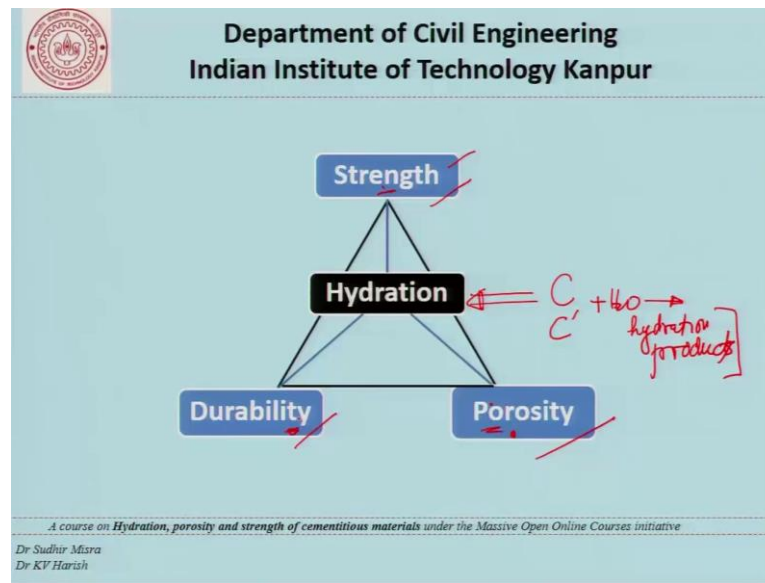 Department of Civil Engineering
Indian Institute of Technology Kanpur
Strength
Hydration
C + H2O →
C' hydration
products
Durability
Porosity
A course on Hydration, porosity and strength of cementitious materials under the Massive Open Online Courses initiative
Dr Sudhir Misra
Dr KV Harish